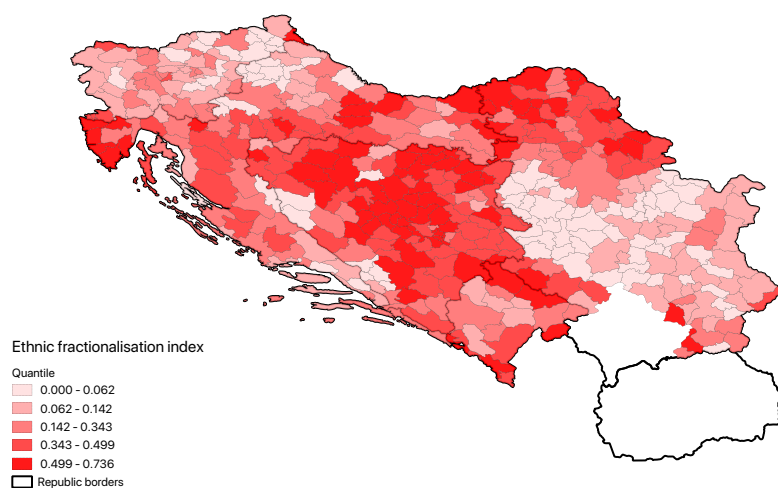 Ethnic fractionalisation index
Quantile
0.000 - 0.062
0.062 - 0.142
0.142 - 0.343
0.343 - 0.499
0.499 - 0.736
Republic borders